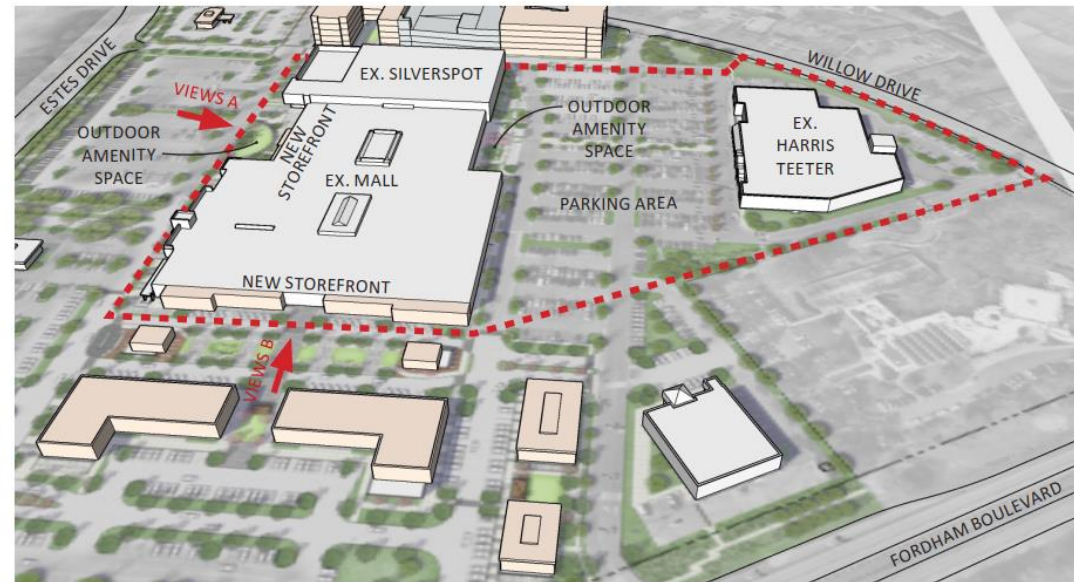 ESTES DRIVE
VIEWS A
OUTDOOR
AMENITY
SPACE
NEW
STOREFRONT
EX. SILVERSPOT
EX. MALL
NEW STOREFRONT
VIEWS B
OUTDOOR
AMENITY
SPACE
PARKING AREA
WILLOW DRIVE
EX.
HARRIS
TEETER
FORDHAM BOULEVARD